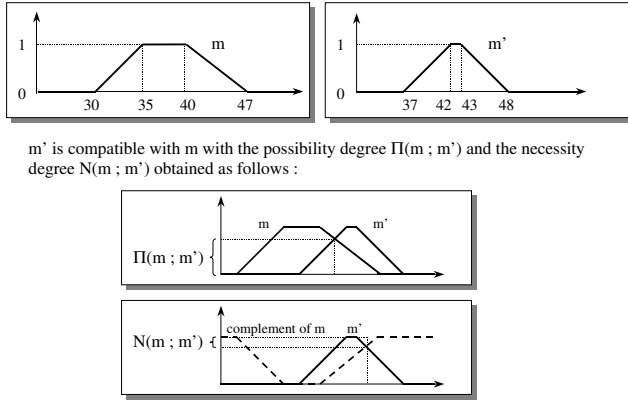 1 m
0
30 35 40 47
1 m’
0
37 42 43 48
m’ is compatible with m with the possibility degree Π(m ; m’) and the necessity
degree N(m ; m’) obtained as follows :
m m’
Π(m ; m’)
complement of m m’
N(m ; m’)